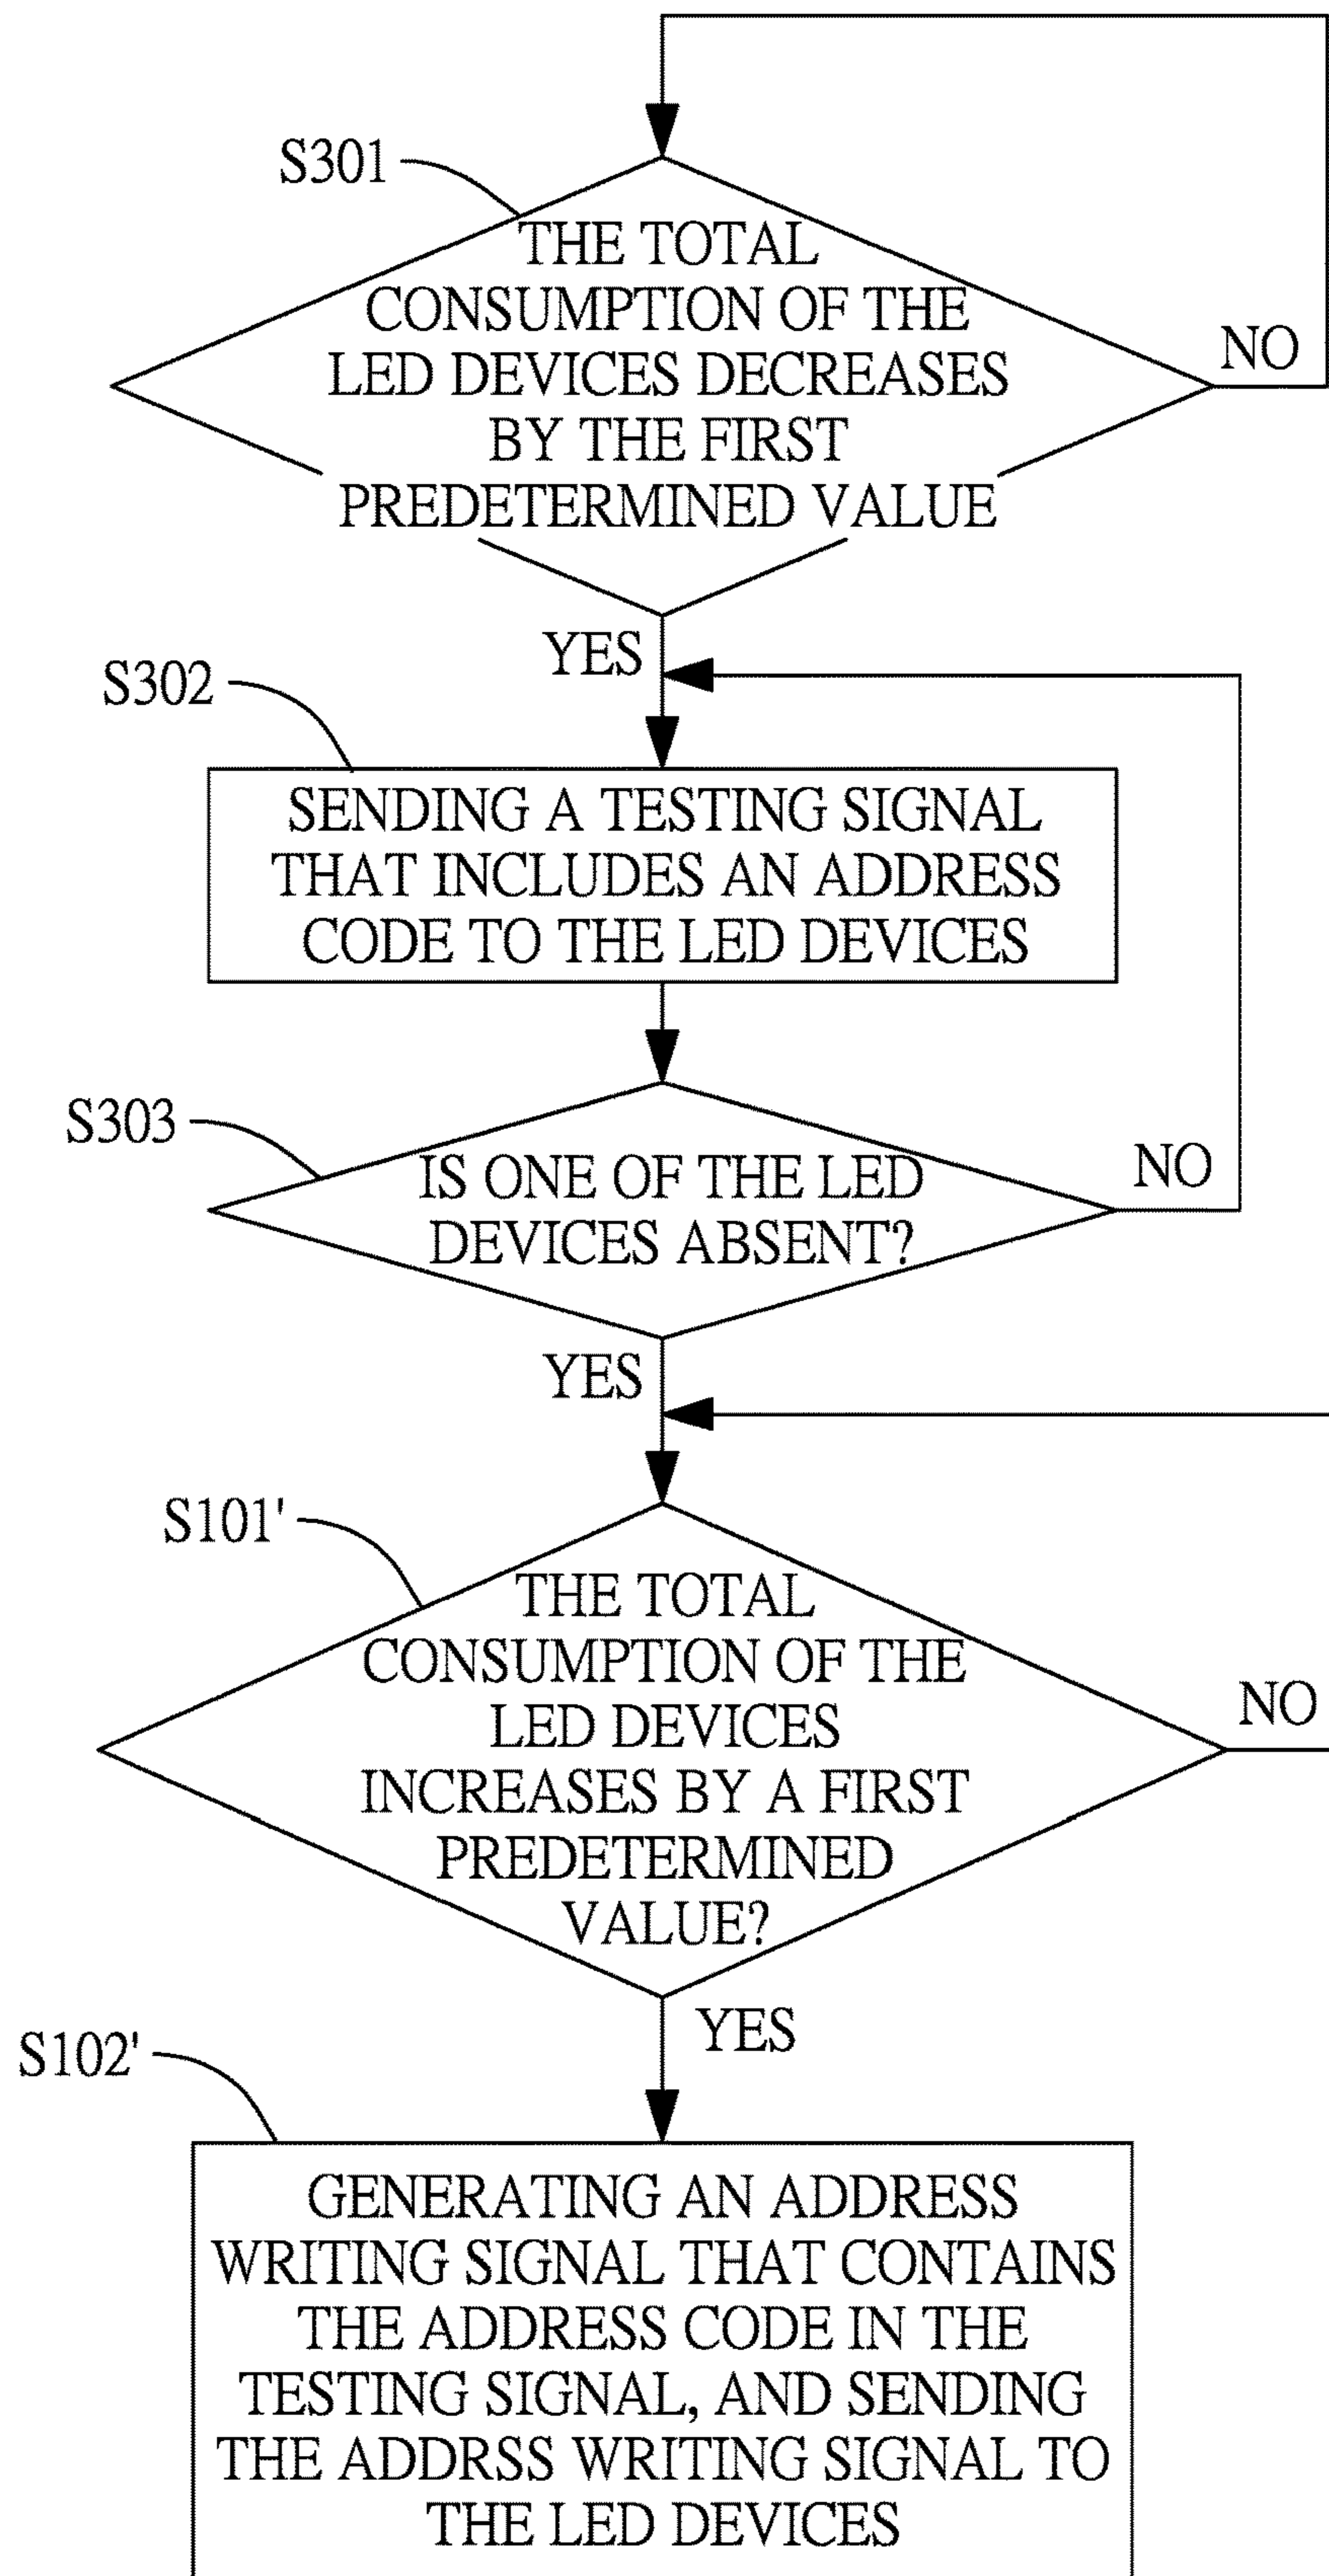 S301
THE TOTAL
CONSUMPTION OF THE
LED DEVICES DECREASES
BY THE FIRST
PREDETERMINED VALUE
NO
YES
S302
SENDING A TESTING SIGNAL
THAT INCLUDES AN ADDRESS
CODE TO THE LED DEVICES
S303
IS ONE OF THE LED
DEVICES ABSENT?
NO
YES
S101'
THE TOTAL
CONSUMPTION OF THE
LED DEVICES
INCREASES BY A FIRST
PREDETERMINED
VALUE?
NO
YES
S102'
GENERATING AN ADDRESS
WRITING SIGNAL THAT CONTAINS
THE ADDRESS CODE IN THE
TESTING SIGNAL, AND SENDING
THE ADDRSS WRITING SIGNAL TO
THE LED DEVICES